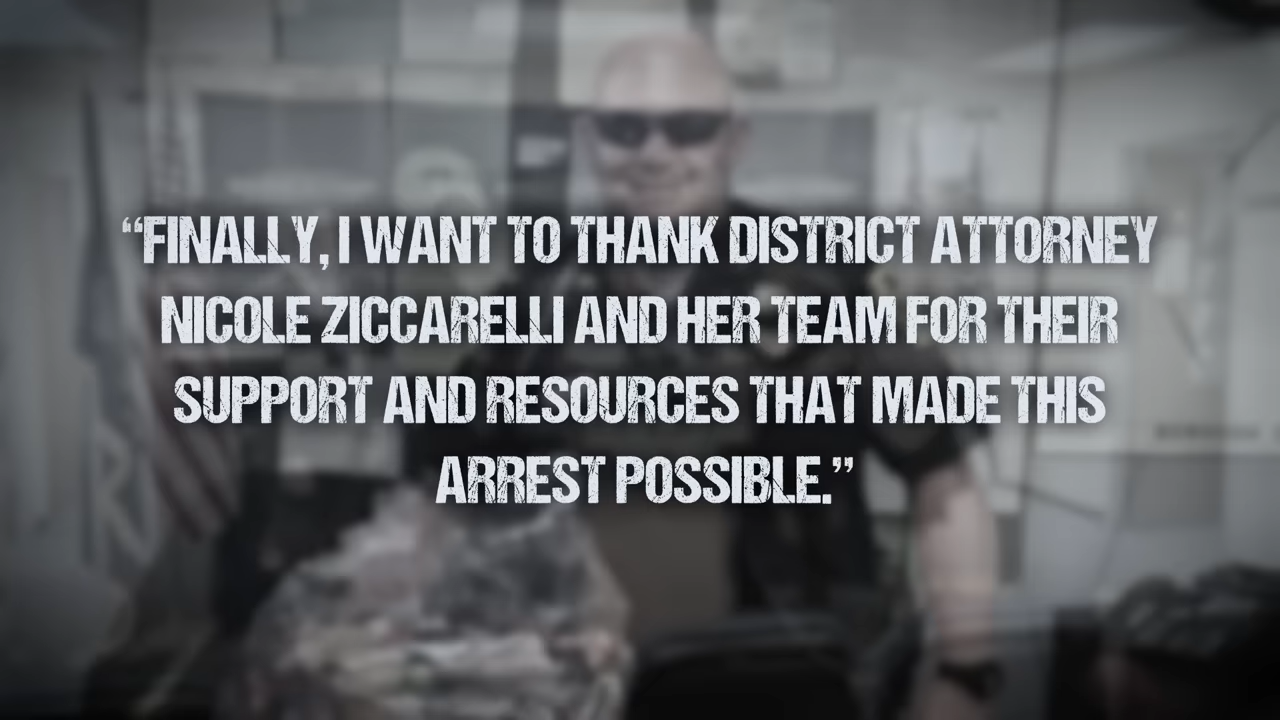 “FINALLY, I WANT TO THANK DISTRICT ATTORNEY
NICOLE ZICCARELLI AND HER TEAM FOR THEIR
SUPPORT AND RESOURCES THAT MADE THIS
ARREST POSSIBLE.”